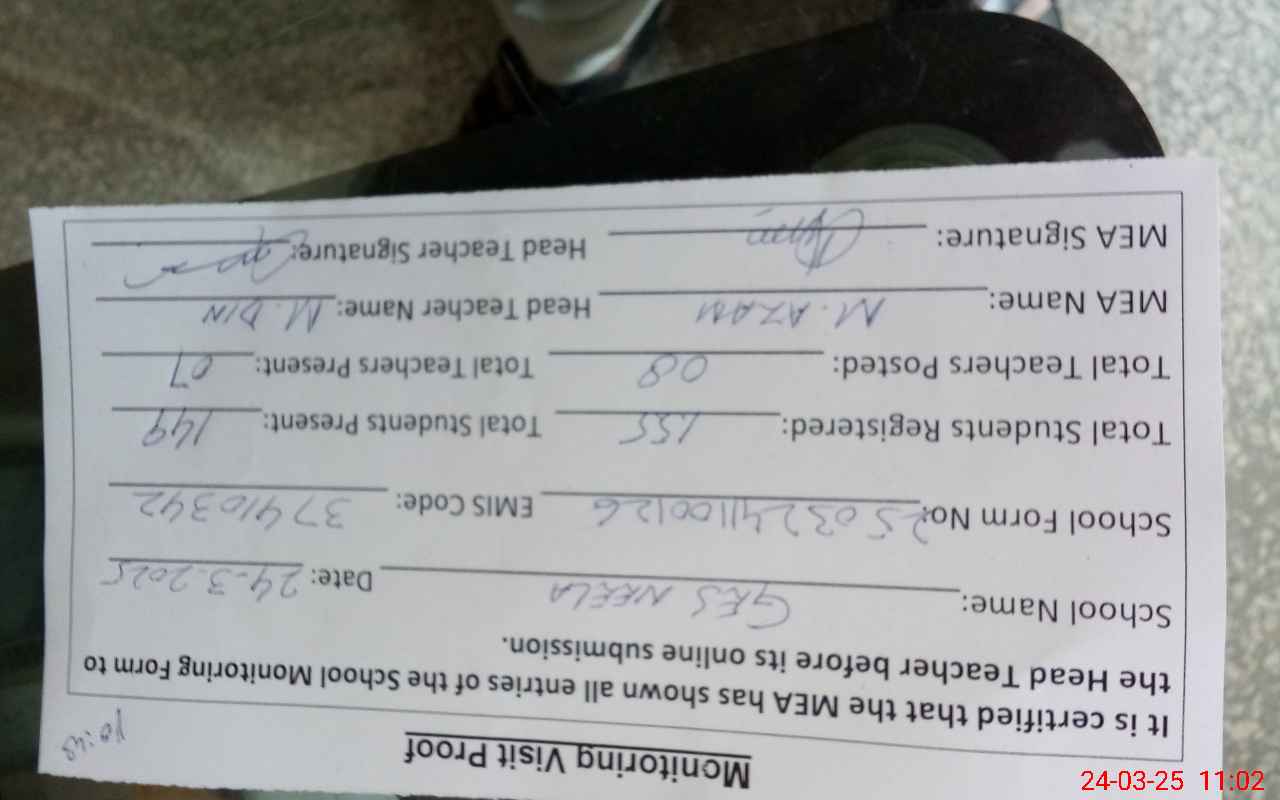 Monitoring Visit Proof
10:48
It is certified that the MEA has shown all entries of the School Monitoring Form to
the Head Teacher before its online submission.
School Name: GES NEELA Date: 24-3-2025
School Form No: 2503241100126 EMIS Code: 37410342
Total Students Registered: 155 Total Students Present: 149
Total Teachers Posted: 08 Total Teachers Present: 07
MEA Name: M. AZAM Head Teacher Name: M. DIN
MEA Signature: Head Teacher Signature:
24-03-25 11:02